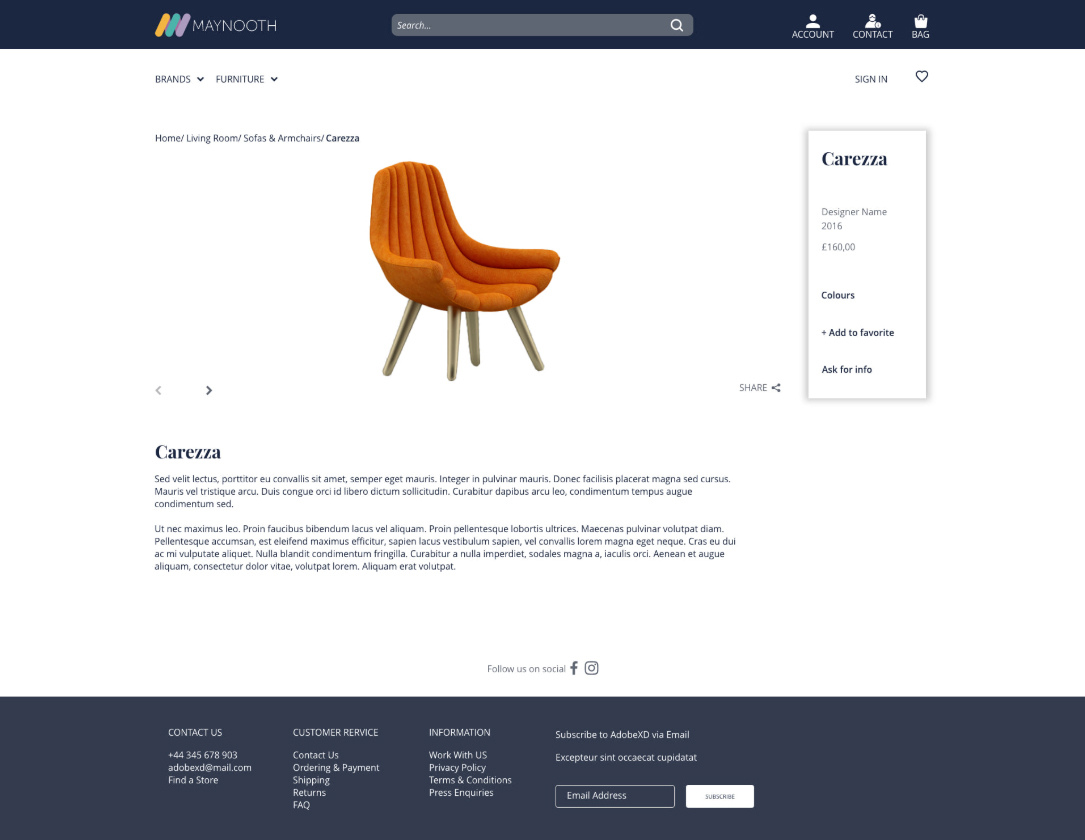 MAYNOOTH
Search...
ACCOUNT
CONTACT
BAG
BRANDS
FURNITURE
SIGN IN
Home/ Living Room/ Sofas & Armchairs/ Carezza
Carezza
Designer Name
2016
£160,00
Colours
+ Add to favorite
Ask for info
SHARE
Carezza
Sed velit lectus, porttitor eu convallis sit amet, semper eget mauris. Integer in pulvinar mauris. Donec facilisis placerat magna sed cursus.
Mauris vel tristique arcu. Duis congue orci id libero dictum sollicitudin. Curabitur dapibus arcu leo, condimentum tempus augue
condimentum sed.
Ut nec maximus leo. Proin faucibus bibendum lacus vel aliquam. Proin pellentesque lobortis ultrices. Maecenas pulvinar volutpat diam.
Pellentesque accumsan, est eleifend maximus efficitur, sapien lacus vestibulum sapien, vel convallis lorem magna eget neque. Cras eu dui
ac mi vulputate aliquet. Nulla blandit condimentum fringilla. Curabitur a nulla imperdiet, sodales magna a, iaculis orci. Aenean et augue
aliquam, consectetur dolor vitae, volutpat lorem. Aliquam erat volutpat.
Follow us on social
CONTACT US
+44 345 678 903
adobexd@mail.com
Find a Store
CUSTOMER RERVICE
Contact Us
Ordering & Payment
Shipping
Returns
FAQ
INFORMATION
Work With US
Privacy Policy
Terms & Conditions
Press Enquiries
Subscribe to AdobeXD via Email
Excepteur sint occaecat cupidatat
Email Address
SUBSCRIBE